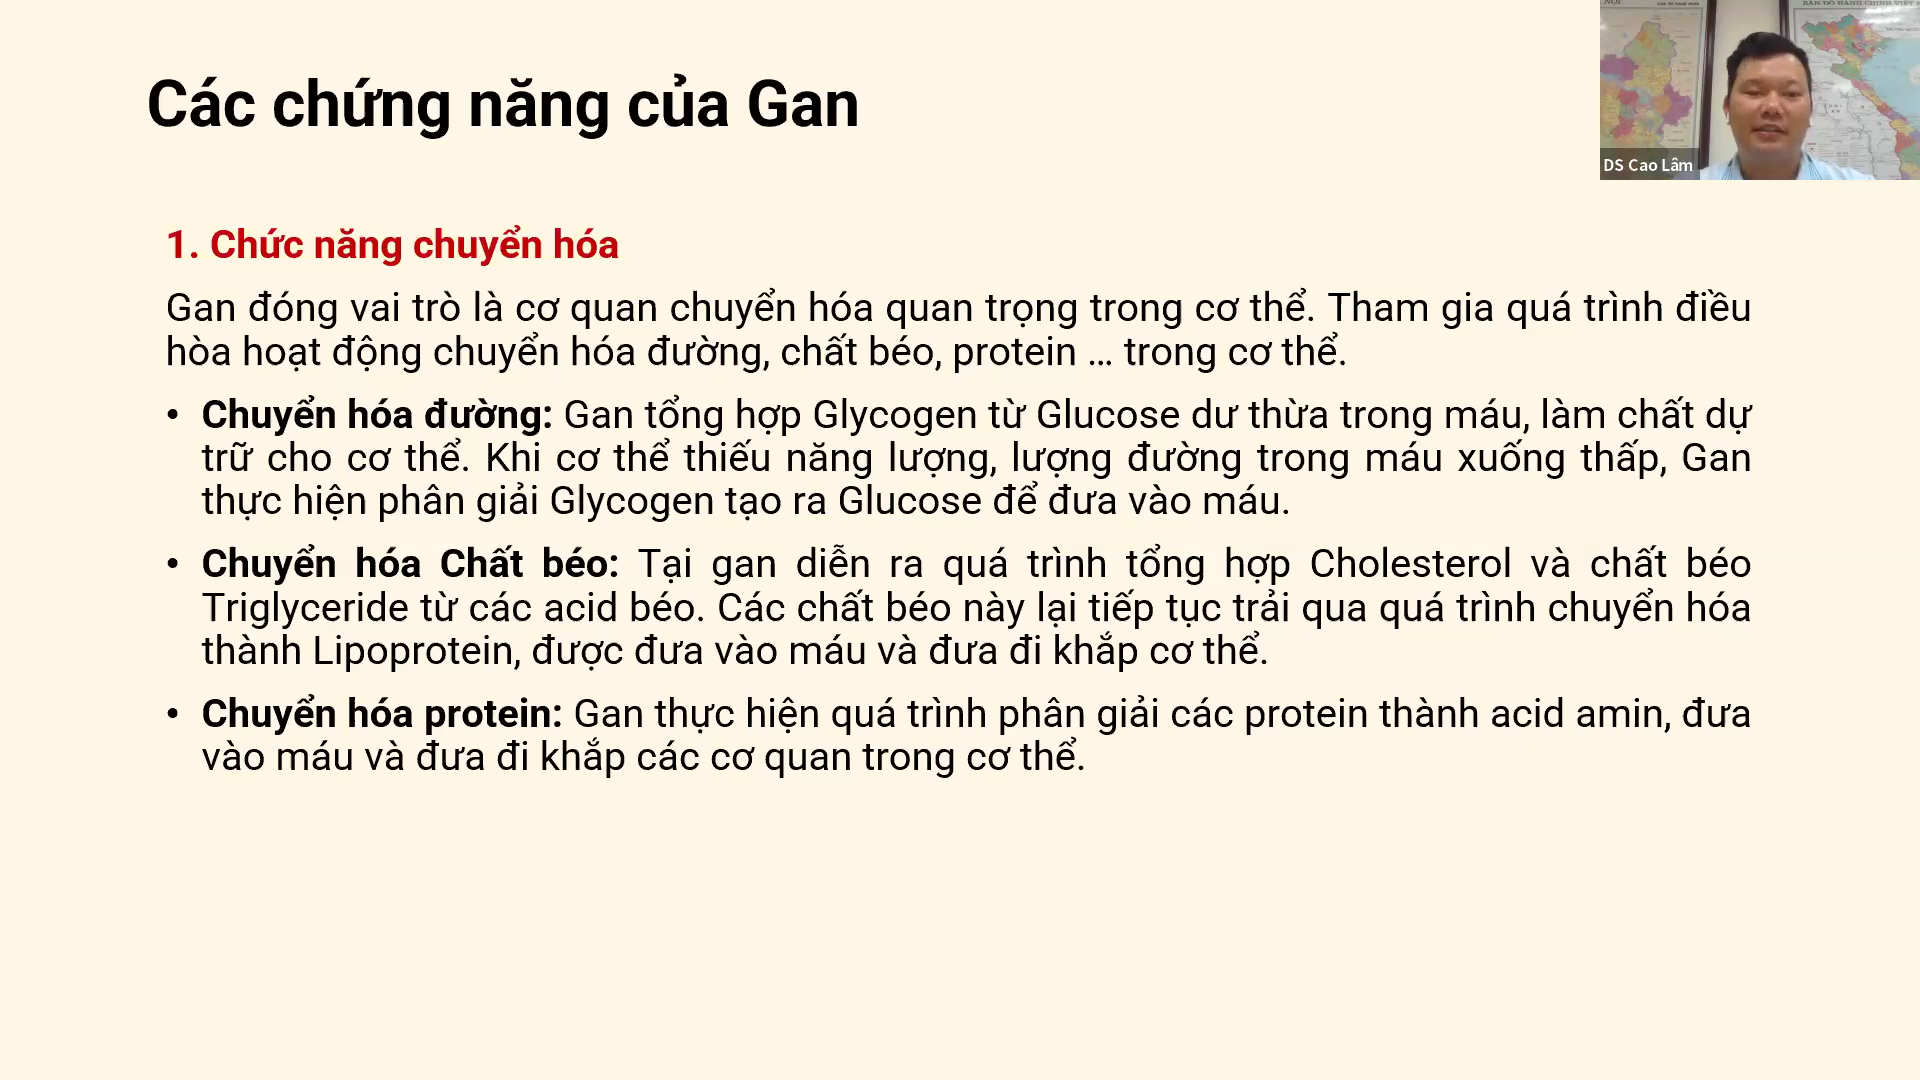 Các chứng năng của Gan
NỘI
BẢN ĐỒ HÀNH CHÍNH VIỆT
DS Cao Lâm
1. Chức năng chuyển hóa
Gan đóng vai trò là cơ quan chuyển hóa quan trọng trong cơ thể. Tham gia quá trình điều
hòa hoạt động chuyển hóa đường, chất béo, protein ... trong cơ thể.
• Chuyển hóa đường: Gan tổng hợp Glycogen từ Glucose dư thừa trong máu, làm chất dự
trữ cho cơ thể. Khi cơ thể thiếu năng lượng, lượng đường trong máu xuống thấp, Gan
thực hiện phân giải Glycogen tạo ra Glucose để đưa vào máu.
• Chuyển hóa Chất béo: Tại gan diễn ra quá trình tổng hợp Cholesterol và chất béo
Triglyceride từ các acid béo. Các chất béo này lại tiếp tục trải qua quá trình chuyển hóa
thành Lipoprotein, được đưa vào máu và đưa đi khắp cơ thể.
• Chuyển hóa protein: Gan thực hiện quá trình phân giải các protein thành acid amin, đưa
vào máu và đưa đi khắp các cơ quan trong cơ thể.